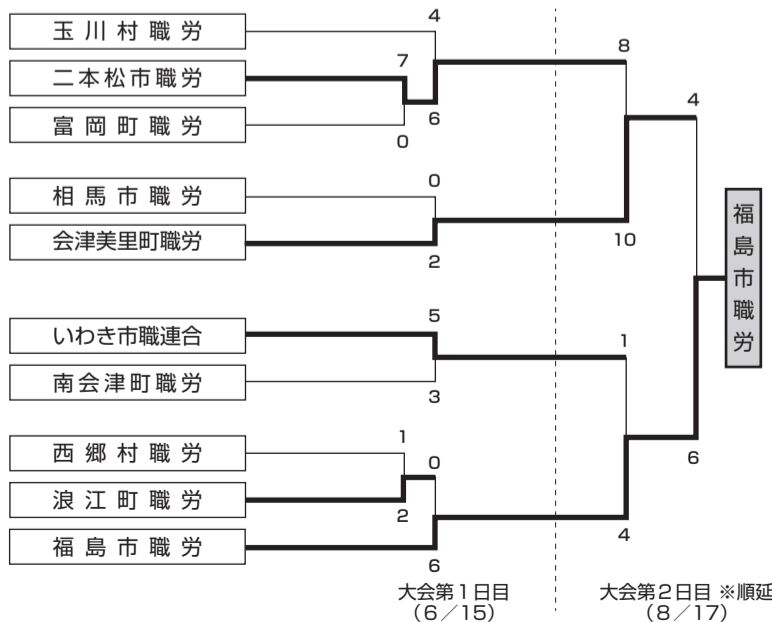 4
玉川村職労
8
7
二本松市職労
4
富岡町職労
6
0
相馬市職労
0
会津美里町職労
10
2
福島市職労
5
いわき市職連合
1
南会津町職労
3
1
西郷村職労
0
6
浪江町職労
2
4
福島市職労
6
大会第1日目
(6/15)
大会第2日目 ※順延
(8/17)